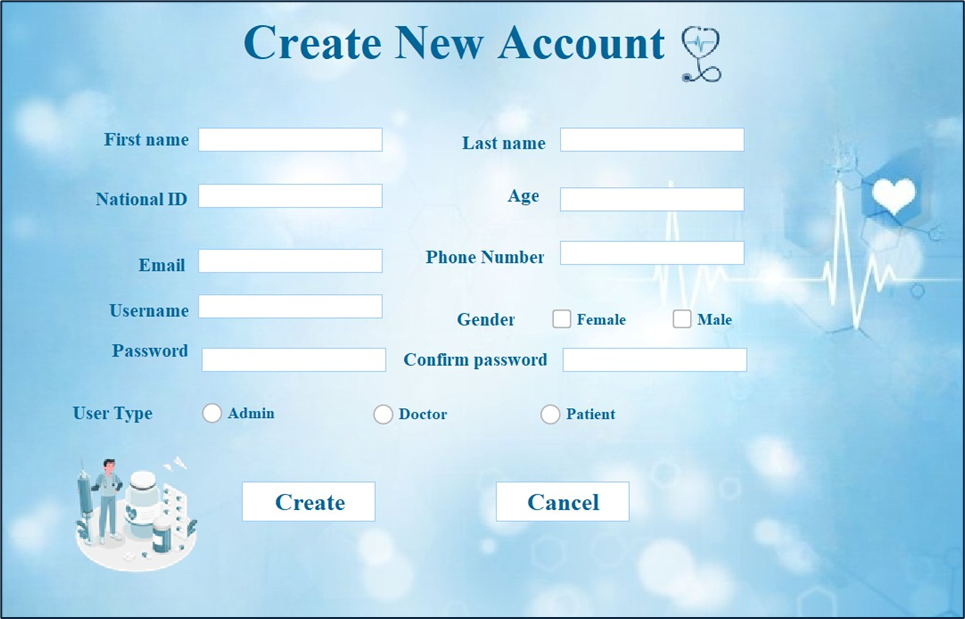 Create New Account
First name
Last name
National ID
Age
Email
Phone Number
Username
Gender Female Male
Password
Confirm password
User Type Admin Doctor Patient
Create Cancel